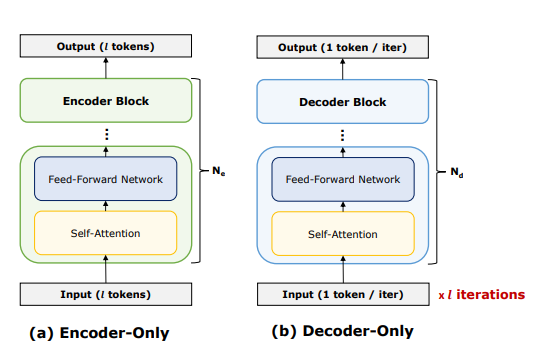 Output (l tokens)
Encoder Block
Feed-Forward Network
Self-Attention
Input (l tokens)
Ne
(a) Encoder-Only
Output (1 token / iter)
Decoder Block
Feed-Forward Network
Self-Attention
Input (1 token / iter)
Nd
x l iterations
(b) Decoder-Only